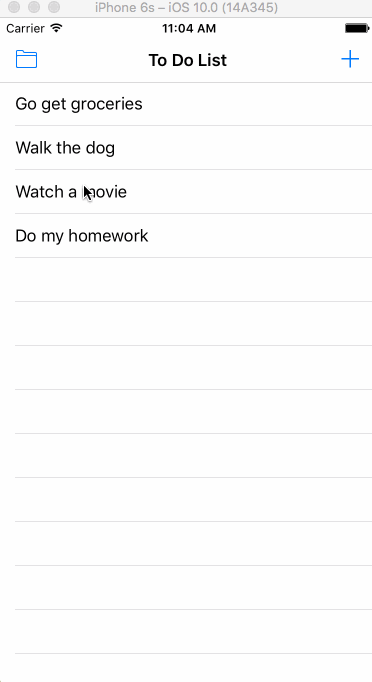 iPhone 6s – iOS 10.0 (14A345)
Carrier 11:04 AM
To Do List
Go get groceries
Walk the dog
Watch a movie
Do my homework